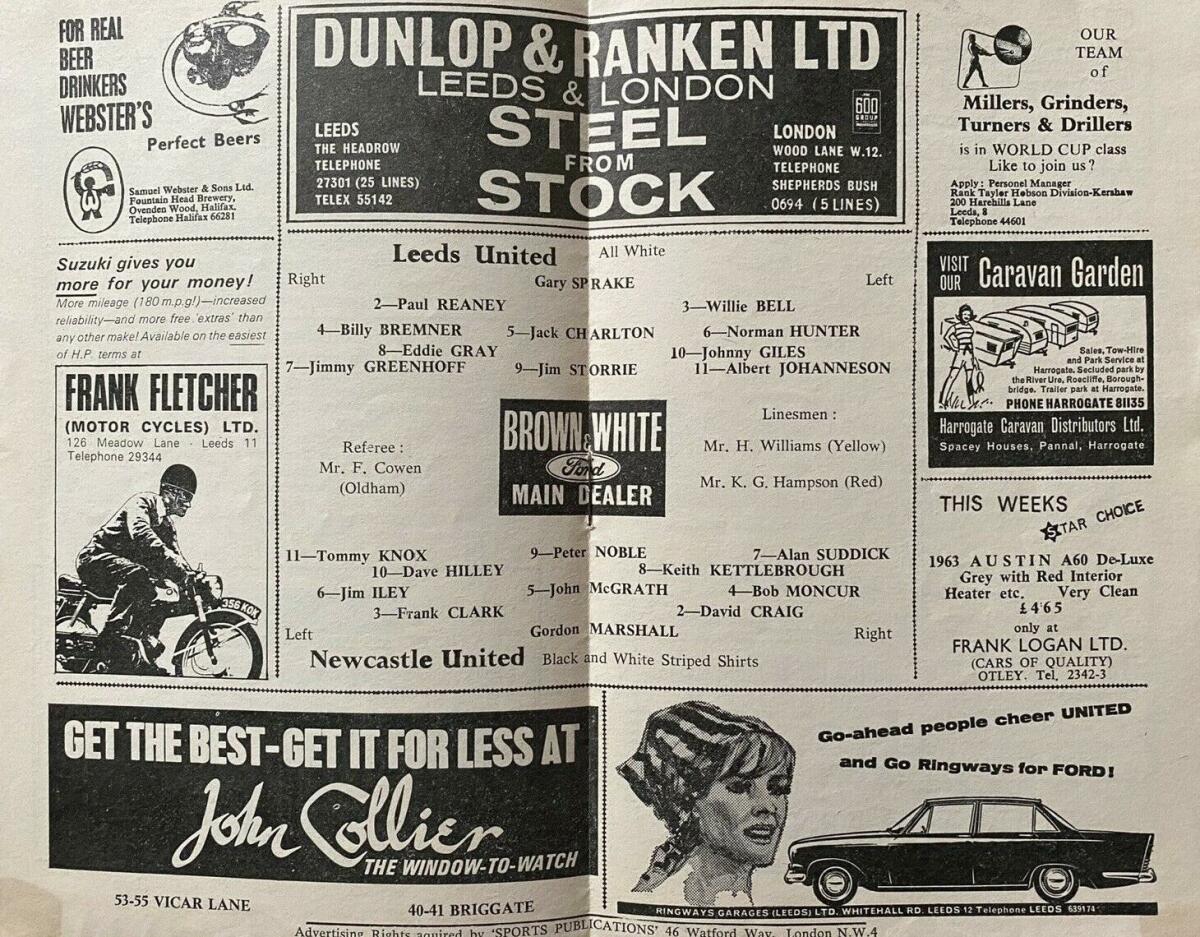 FOR REAL
BEER
DRINKERS
WEBSTER'S
Perfect Beers
Samuel Webster & Sons Ltd.
Fountain Head Brewery,
Ovenden Wood, Halifax.
Telephone Halifax 66281
DUNLOP & RANKEN LTD
LEEDS & LONDON
STEEL
FROM
STOCK
LEEDS
THE HEADROW
TELEPHONE
27301 (25 LINES)
TELEX 55142
600
GROUP
LONDON
WOOD LANE W.12.
TELEPHONE
SHEPHERDS BUSH
0694 (5 LINES)
OUR
TEAM
of
Millers, Grinders,
Turners & Drillers
is in WORLD CUP class
Like to join us?
Apply: Personel Manager
Rank Taylor Hobson Division-Kershaw
200 Harehills Lane
Leeds, 8
Telephone 44601
Suzuki gives you
more for your money!
More mileage (180 m.p.g!)—increased
reliability—and more free 'extras' than
any other make! Available on the easiest
of H.P. terms at
FRANK FLETCHER
(MOTOR CYCLES) LTD.
126 Meadow Lane · Leeds 11
Telephone 29344
356 KOK
Leeds United All White
Right Gary SPRAKE Left
2—Paul REANEY 3—Willie BELL
4—Billy BREMNER 5—Jack CHARLTON 6—Norman HUNTER
8—Eddie GRAY 10—Johnny GILES
7—Jimmy GREENHOFF 9—Jim STORRIE 11—Albert JOHANNESON
Referee :
Mr. F. Cowen
(Oldham)
BROWN & WHITE
Ford
MAIN DEALER
Linesmen :
Mr. H. Williams (Yellow)
Mr. K. G. Hampson (Red)
11—Tommy KNOX 9—Peter NOBLE 7—Alan SUDDICK
10—Dave HILLEY 8—Keith KETTLEBROUGH
6—Jim ILEY 5—John McGRATH 4—Bob MONCUR
3—Frank CLARK 2—David CRAIG
Left Gordon MARSHALL Right
Newcastle United Black and White Striped Shirts
VISIT
OUR
Caravan Garden
Sales, Tow-Hire
and Park Service at
Harrogate. Secluded park by
the River Ure, Roecliffe, Borough-
bridge. Trailer park at Harrogate.
PHONE HARROGATE 81135
Harrogate Caravan Distributors Ltd.
Spacey Houses, Pannal, Harrogate
THIS WEEKS
STAR CHOICE
1963 AUSTIN A60 De-Luxe
Grey with Red Interior
Heater etc. Very Clean
£465
only at
FRANK LOGAN LTD.
(CARS OF QUALITY)
OTLEY. Tel. 2342-3
GET THE BEST-GET IT FOR LESS AT
John Collier
THE WINDOW-TO-WATCH
53-55 VICAR LANE 40-41 BRIGGATE
Go-ahead people cheer UNITED
and Go Ringways for FORD!
RINGWAYS GARAGES (LEEDS) LTD. WHITEHALL RD. LEEDS 12 Telephone LEEDS 639174
Advertising Rights aquired by 'SPORTS PUBLICATIONS' 46 Watford Way, London N.W.4